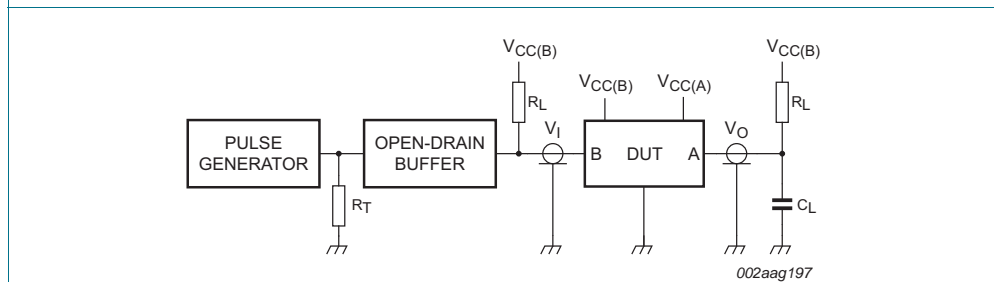 VCC(B)
VCC(B)
VCC(B)
VCC(A)
RL
RL
VI
VO
PULSE
GENERATOR
OPEN-DRAIN
BUFFER
B
DUT
A
RT
CL
002aag197